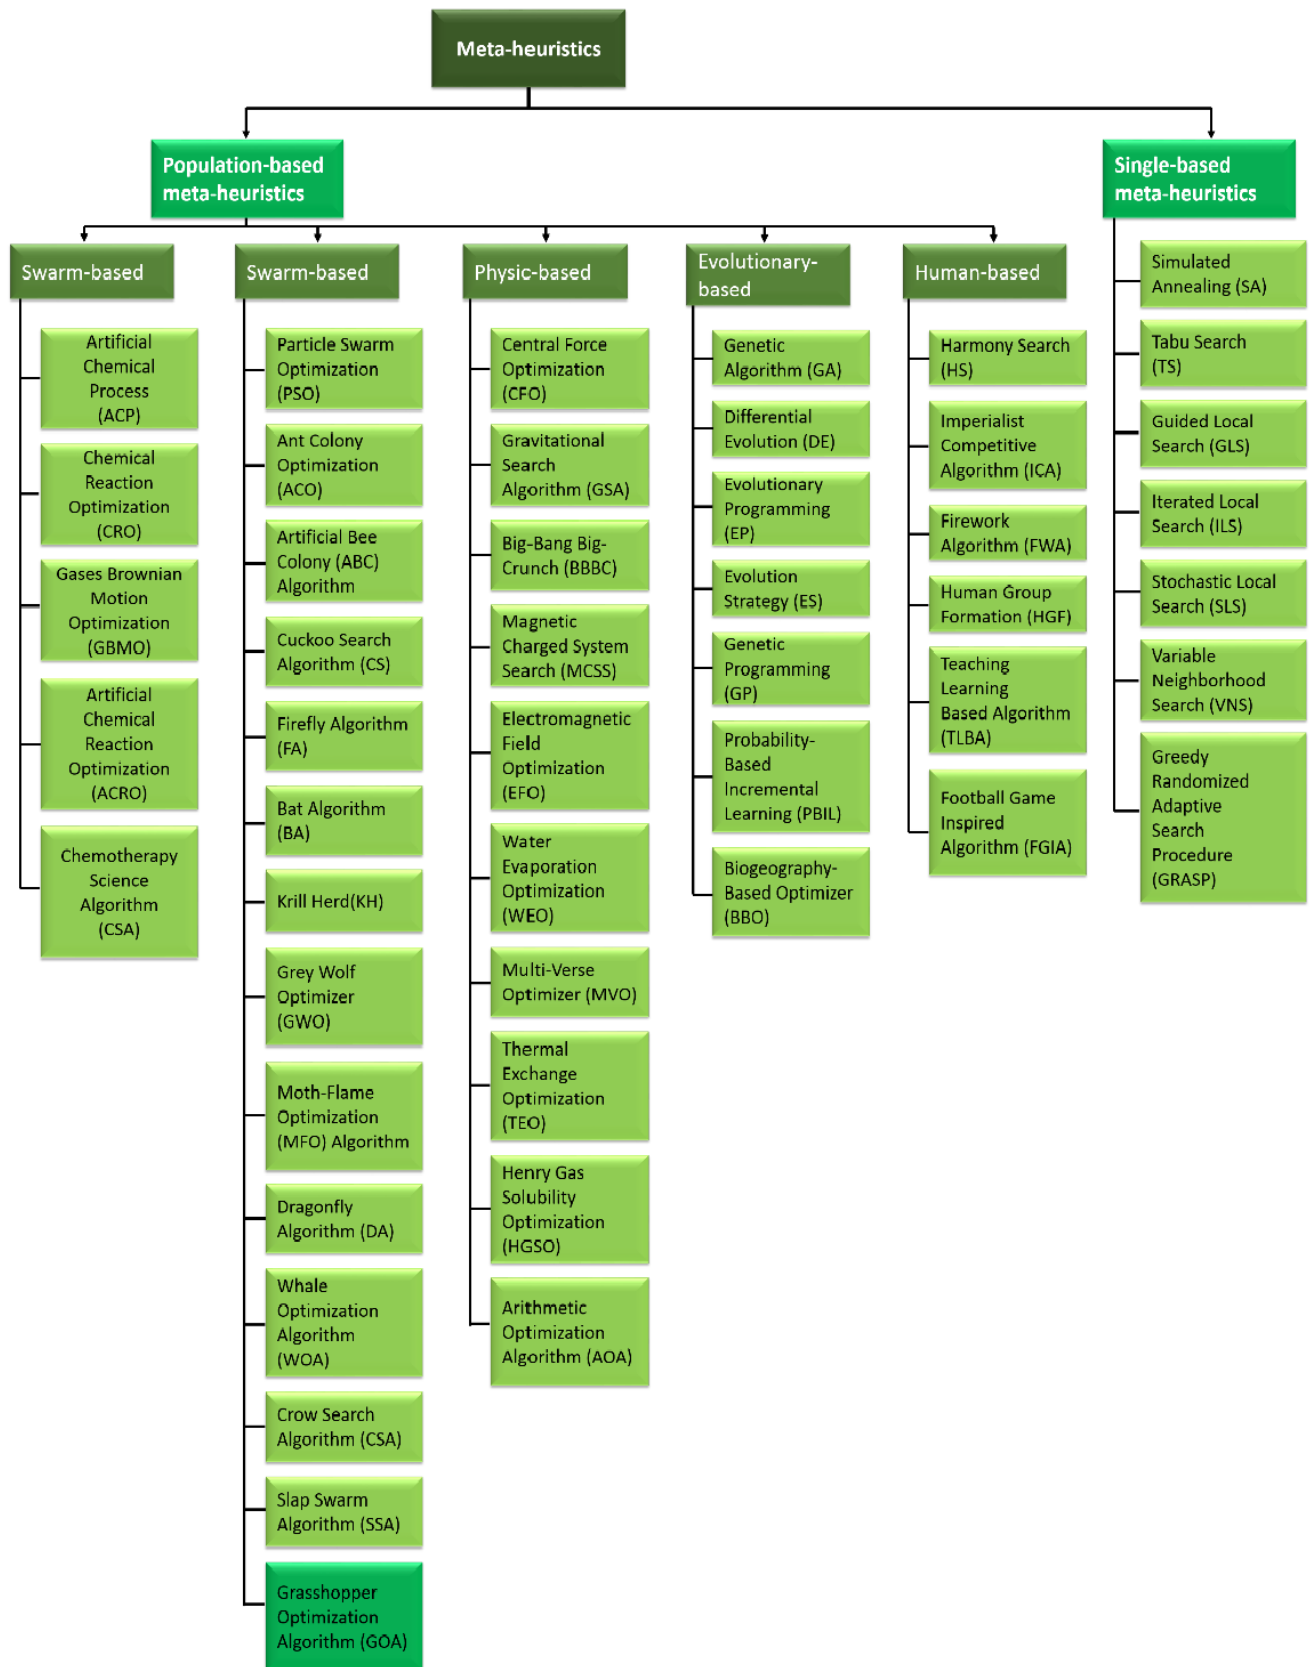 Meta-heuristics
Population-based
meta-heuristics
Single-based
meta-heuristics
Swarm-based
Artificial
Chemical
Process
(ACP)
Chemical
Reaction
Optimization
(CRO)
Gases Brownian
Motion
Optimization
(GBMO)
Artificial
Chemical
Reaction
Optimization
(ACRO)
Chemotherapy
Science
Algorithm
(CSA)
Swarm-based
Particle Swarm
Optimization
(PSO)
Ant Colony
Optimization
(ACO)
Artificial Bee
Colony (ABC)
Algorithm
Cuckoo Search
Algorithm (CS)
Firefly Algorithm
(FA)
Bat Algorithm
(BA)
Krill Herd(KH)
Grey Wolf
Optimizer
(GWO)
Moth-Flame
Optimization
(MFO) Algorithm
Dragonfly
Algorithm (DA)
Whale
Optimization
Algorithm
(WOA)
Crow Search
Algorithm (CSA)
Slap Swarm
Algorithm (SSA)
Grasshopper
Optimization
Algorithm (GOA)
Physic-based
Central Force
Optimization
(CFO)
Gravitational
Search
Algorithm (GSA)
Big-Bang Big-
Crunch (BBBC)
Magnetic
Charged System
Search (MCSS)
Electromagnetic
Field
Optimization
(EFO)
Water
Evaporation
Optimization
(WEO)
Multi-Verse
Optimizer (MVO)
Thermal
Exchange
Optimization
(TEO)
Henry Gas
Solubility
Optimization
(HGSO)
Arithmetic
Optimization
Algorithm (AOA)
Evolutionary-
based
Genetic
Algorithm (GA)
Differential
Evolution (DE)
Evolutionary
Programming
(EP)
Evolution
Strategy (ES)
Genetic
Programming
(GP)
Probability-
Based
Incremental
Learning (PBIL)
Biogeography-
Based Optimizer
(BBO)
Human-based
Harmony Search
(HS)
Imperialist
Competitive
Algorithm (ICA)
Firework
Algorithm (FWA)
Human Group
Formation (HGF)
Teaching
Learning
Based Algorithm
(TLBA)
Football Game
Inspired
Algorithm (FGIA)
Simulated
Annealing (SA)
Tabu Search
(TS)
Guided Local
Search (GLS)
Iterated Local
Search (ILS)
Stochastic Local
Search (SLS)
Variable
Neighborhood
Search (VNS)
Greedy
Randomized
Adaptive
Search
Procedure
(GRASP)